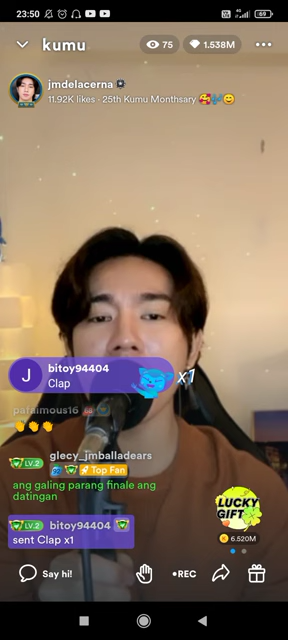 23:50
69
kumu
75
1.538M
jmdelacerna
11.92K likes · 25th Kumu Monthsary
J
bitoy94404
Clap
x1
pataimous16
LV.2
glecy_jmballadears
Top Fan
ang galing parang finale ang
datingan
LV.2
bitoy94404
sent Clap x1
LUCKY
GIFT
6.520M
Say hi!
•REC